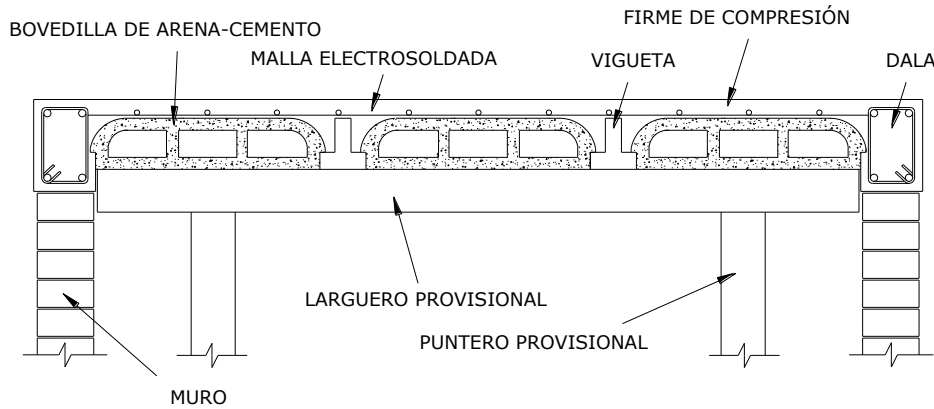 FIRME DE COMPRESIÓN
BOVEDILLA DE ARENA-CEMENTO
MALLA ELECTROSOLDADA
VIGUETA
DALA
LARGUERO PROVISIONAL
PUNTERO PROVISIONAL
MURO